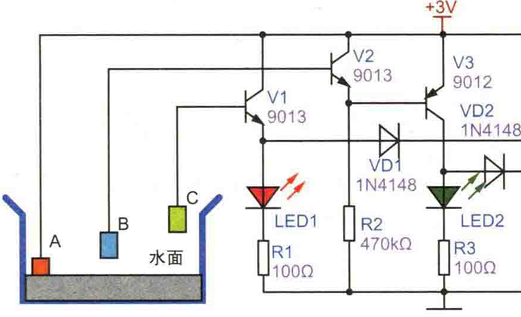 +3V
V2
9013
V3
9012
V1
9013
VD2
1N4148
VD1
1N4148
C
B
A
水面
LED1
R2
470kΩ
LED2
R1
100Ω
R3
100Ω